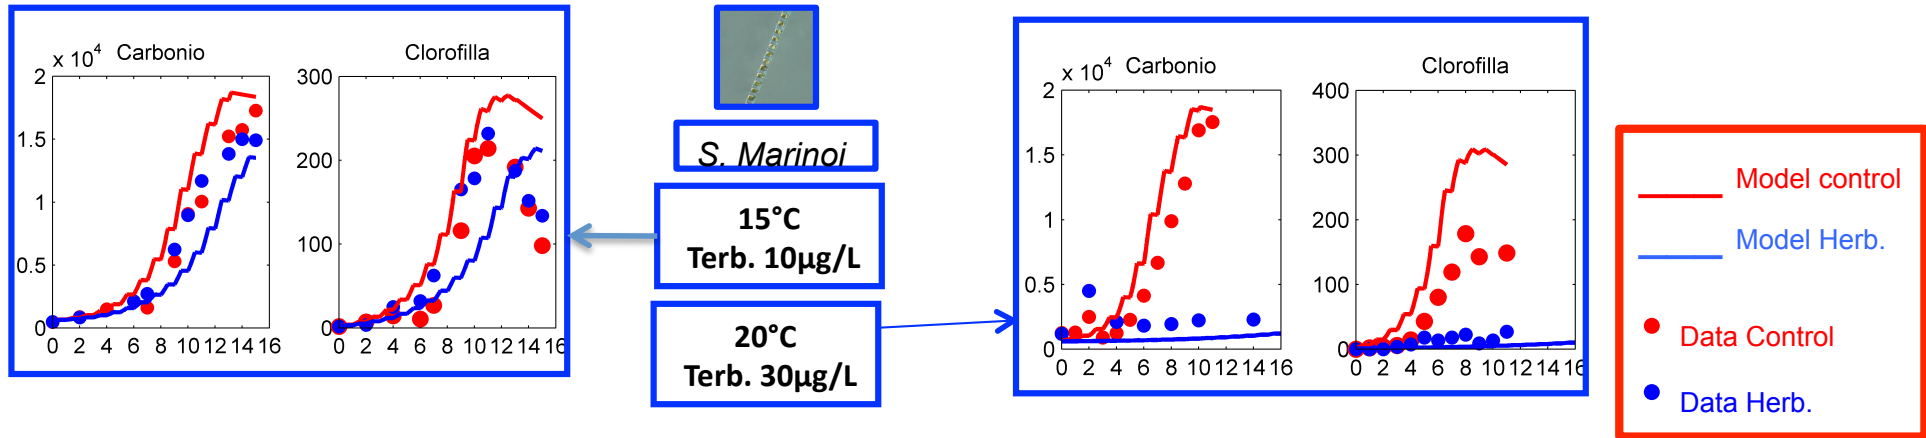 x 10^4
Carbonio
2
1.5
1
0.5
0
0 2 4 6 8 10 12 14 16
Clorofilla
300
200
100
0
0 2 4 6 8 10 12 14 16
S. Marinoi
15°C
Terb. 10µg/L
20°C
Terb. 30µg/L
x 10^4
Carbonio
2
1.5
1
0.5
0
0 2 4 6 8 10 12 14 16
Clorofilla
400
300
200
100
0
0 2 4 6 8 10 12 14 16
Model control
Model Herb.
Data Control
Data Herb.